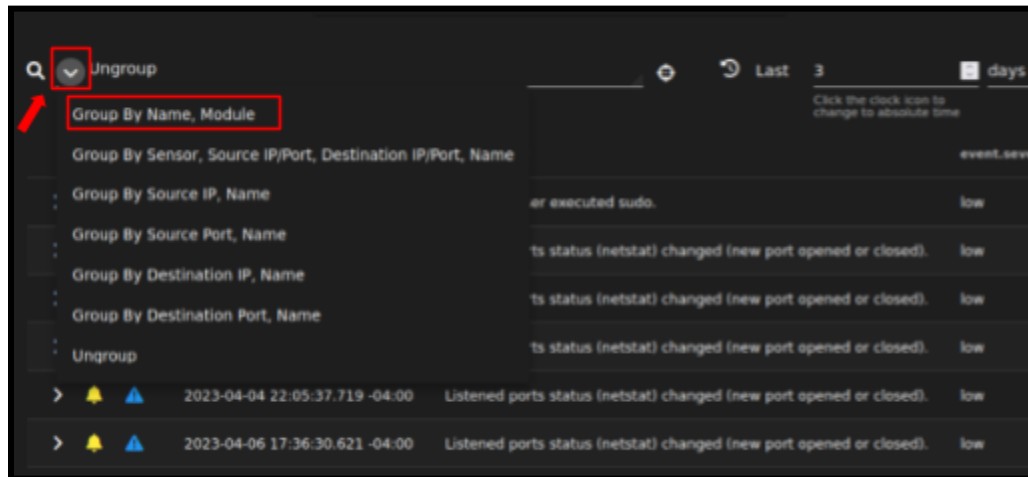 Ungroup
Last 3 days
Click the clock icon to
change to absolute time
Group By Name, Module
Group By Sensor, Source IP/Port, Destination IP/Port, Name
event.sev
Group By Source IP, Name
er executed sudo. low
Group By Source Port, Name
ts status (netstat) changed (new port opened or closed). low
Group By Destination IP, Name
ts status (netstat) changed (new port opened or closed). low
Group By Destination Port, Name
ts status (netstat) changed (new port opened or closed). low
Ungroup
2023-04-04 22:05:37.719 -04:00 Listened ports status (netstat) changed (new port opened or closed). low
2023-04-06 17:36:30.621 -04:00 Listened ports status (netstat) changed (new port opened or closed). low